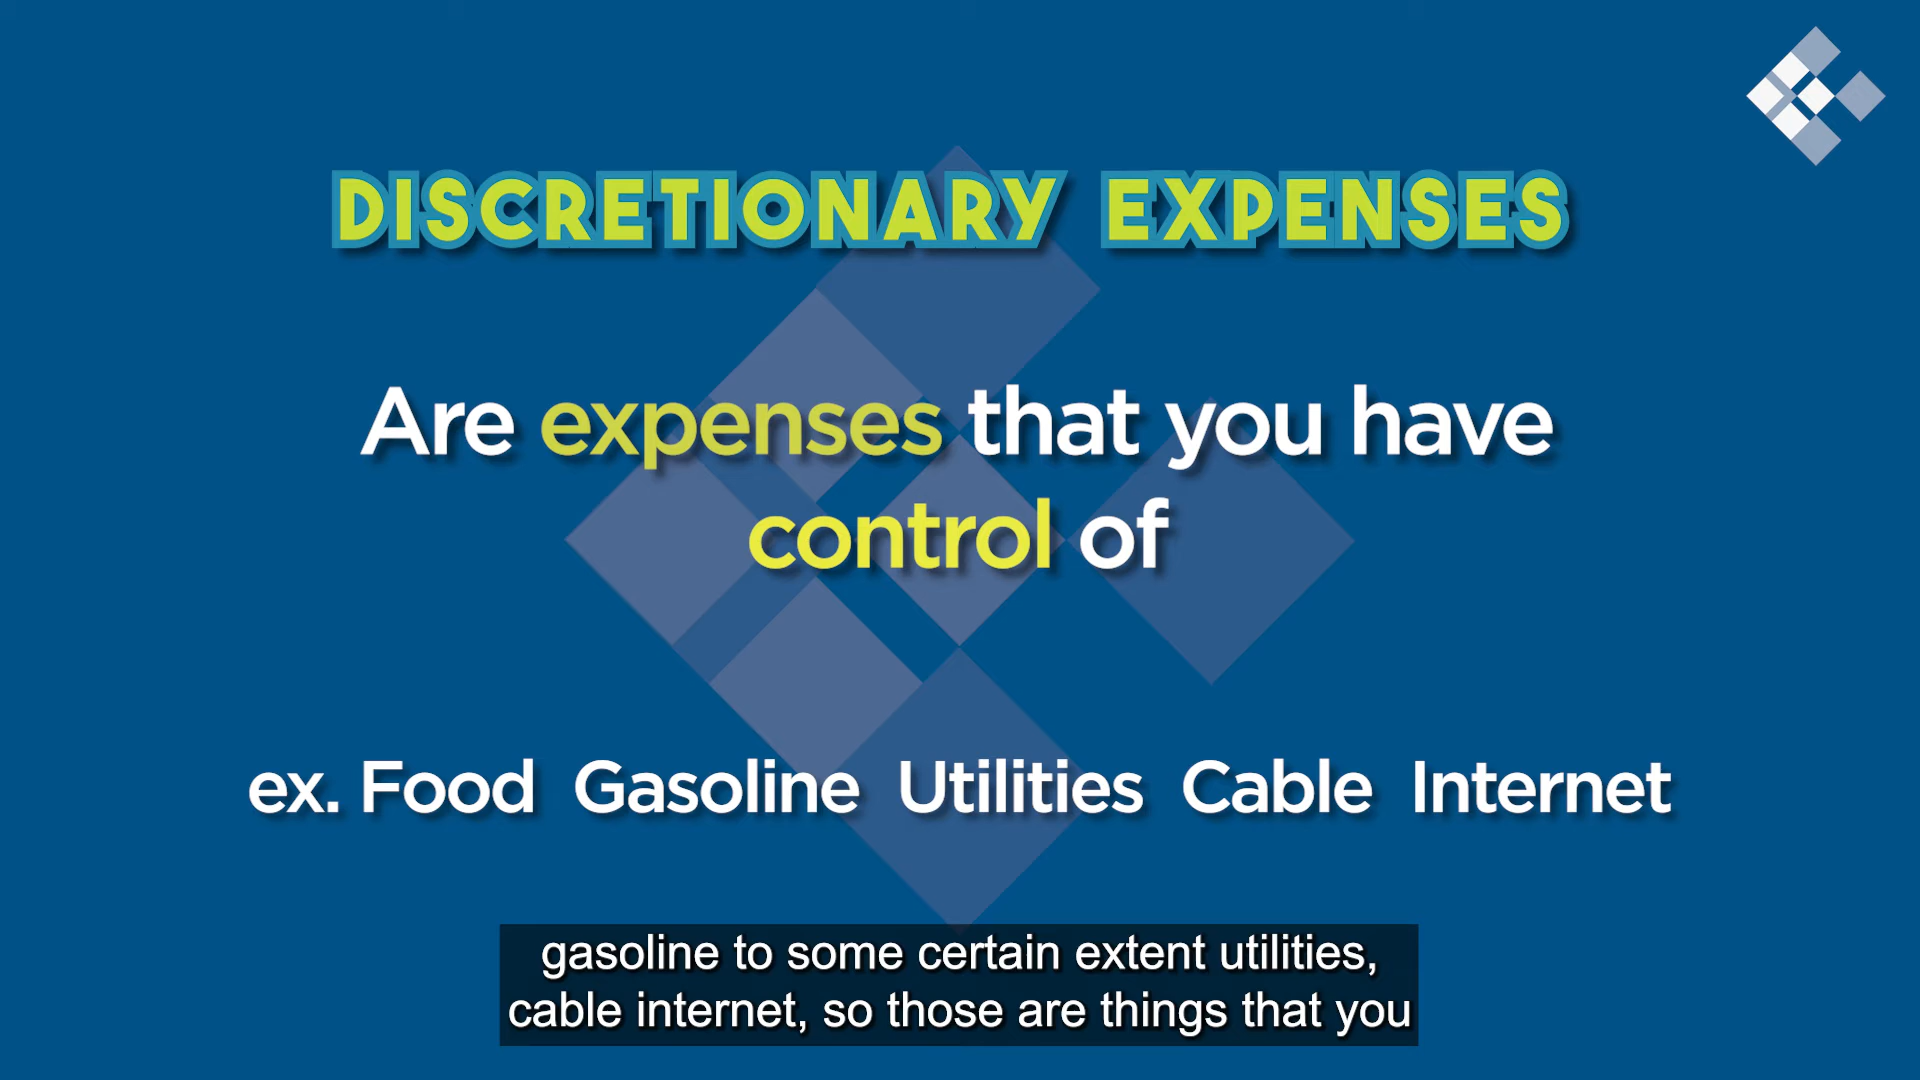 DISCRETIONARY EXPENSES
Are expenses that you have
control of
ex. Food Gasoline Utilities Cable Internet
gasoline to some certain extent utilities,
cable internet, so those are things that you